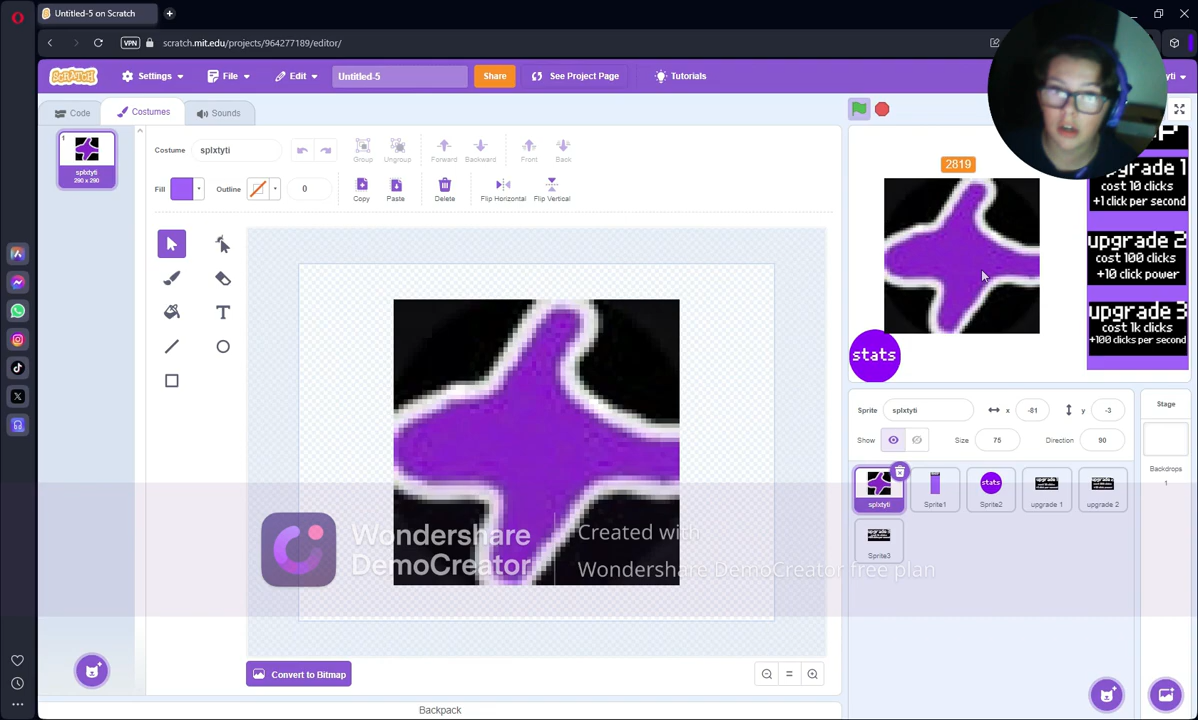 Untitled-5 on Scratch
VPN
scratch.mit.edu/projects/964277189/editor/
SCRATCH
Settings
File
Edit
Untitled-5
Share
See Project Page
Tutorials
Code
Costumes
Sounds
1
splxtyti
290 x 290
Costume
splxtyti
Group
Ungroup
Forward
Backward
Front
Back
Fill
Outline
0
Copy
Paste
Delete
Flip Horizontal
Flip Vertical
T
Convert to Bitmap
Backpack
2819
upgrade 1
cost 10 clicks
+1 click per second
upgrade 2
cost 100 clicks
+10 click power
upgrade 3
cost 1k clicks
+100 clicks per second
stats
Sprite
splxtyti
x
-81
y
-3
Show
Size
75
Direction
90
splxtyti
Sprite1
stats
Sprite2
upgrade 1
upgrade 2
Sprite3
Stage
Backdrops
1
Wondershare
DemoCreator
Created with
Wondershare DemoCreator free plan